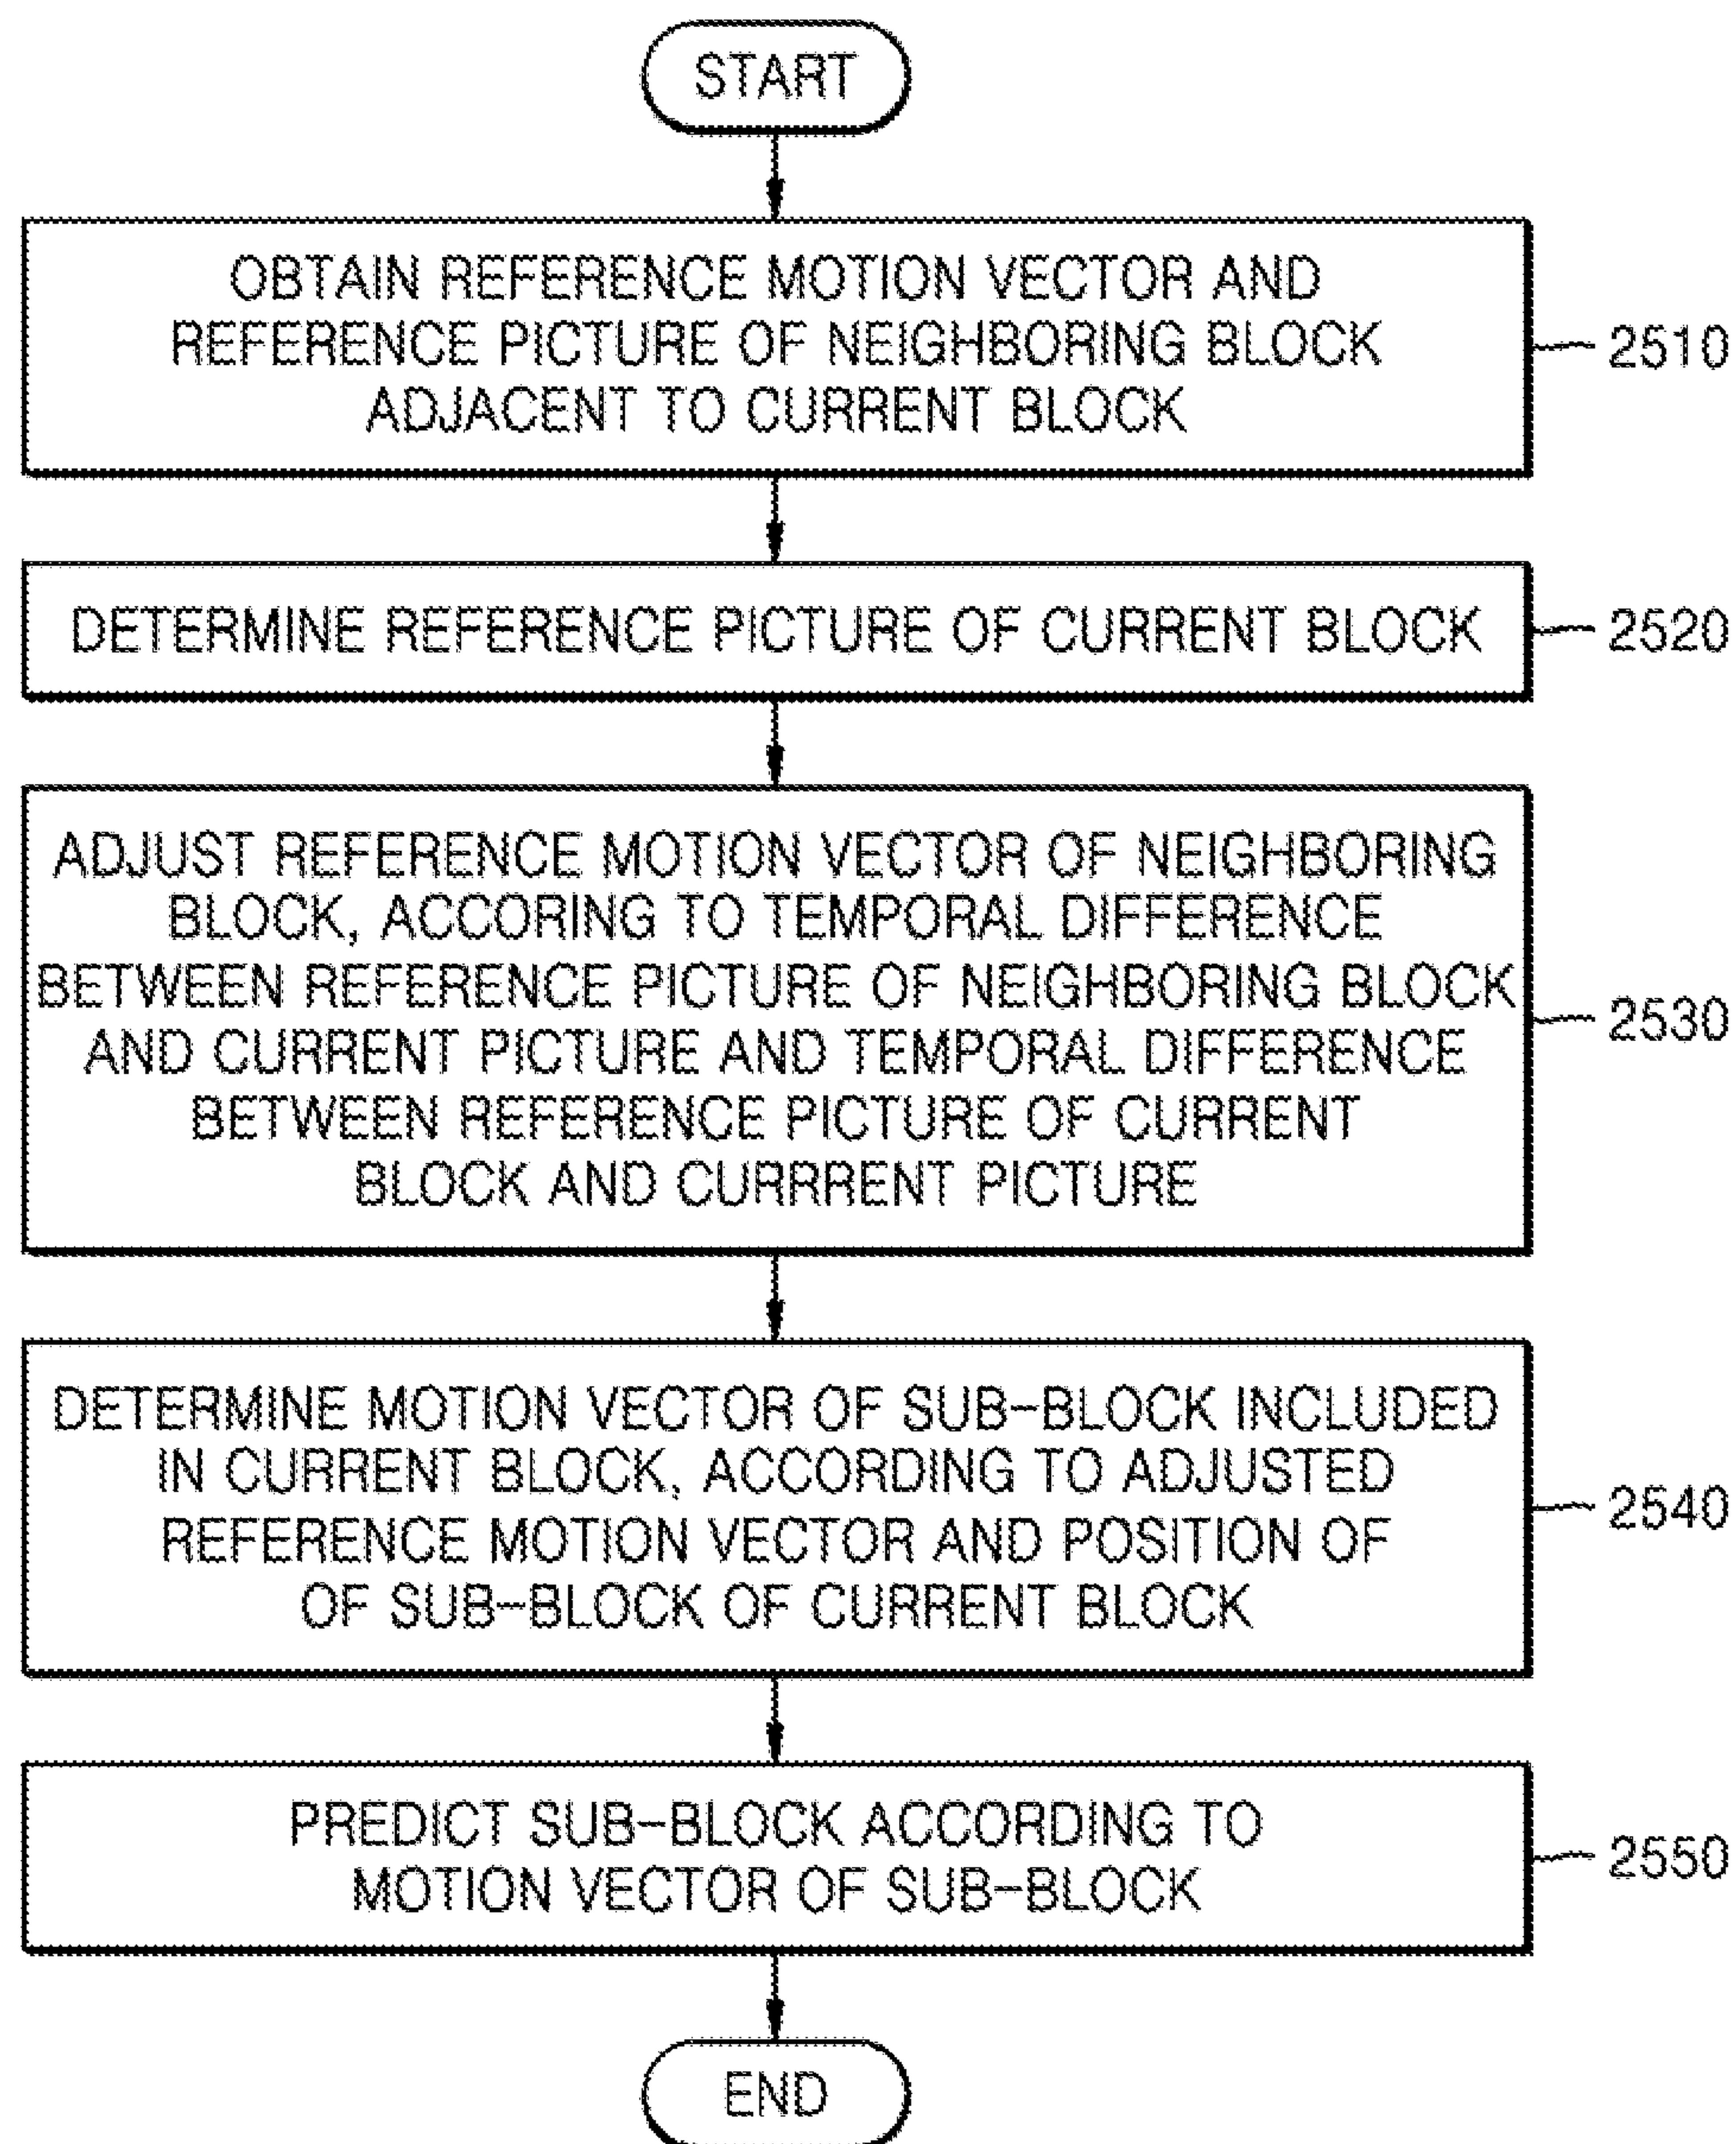 START
OBTAIN REFERENCE MOTION VECTOR AND
REFERENCE PICTURE OF NEIGHBORING BLOCK
ADJACENT TO CURRENT BLOCK
2510
DETERMINE REFERENCE PICTURE OF CURRENT BLOCK
2520
ADJUST REFERENCE MOTION VECTOR OF NEIGHBORING
BLOCK, ACCORING TO TEMPORAL DIFFERENCE
BETWEEN REFERENCE PICTURE OF NEIGHBORING BLOCK
AND CURRENT PICTURE AND TEMPORAL DIFFERENCE
BETWEEN REFERENCE PICTURE OF CURRENT
BLOCK AND CURRRENT PICTURE
2530
DETERMINE MOTION VECTOR OF SUB-BLOCK INCLUDED
IN CURRENT BLOCK, ACCORDING TO ADJUSTED
REFERENCE MOTION VECTOR AND POSITION OF
OF SUB-BLOCK OF CURRENT BLOCK
2540
PREDICT SUB-BLOCK ACCORDING TO
MOTION VECTOR OF SUB-BLOCK
2550
END